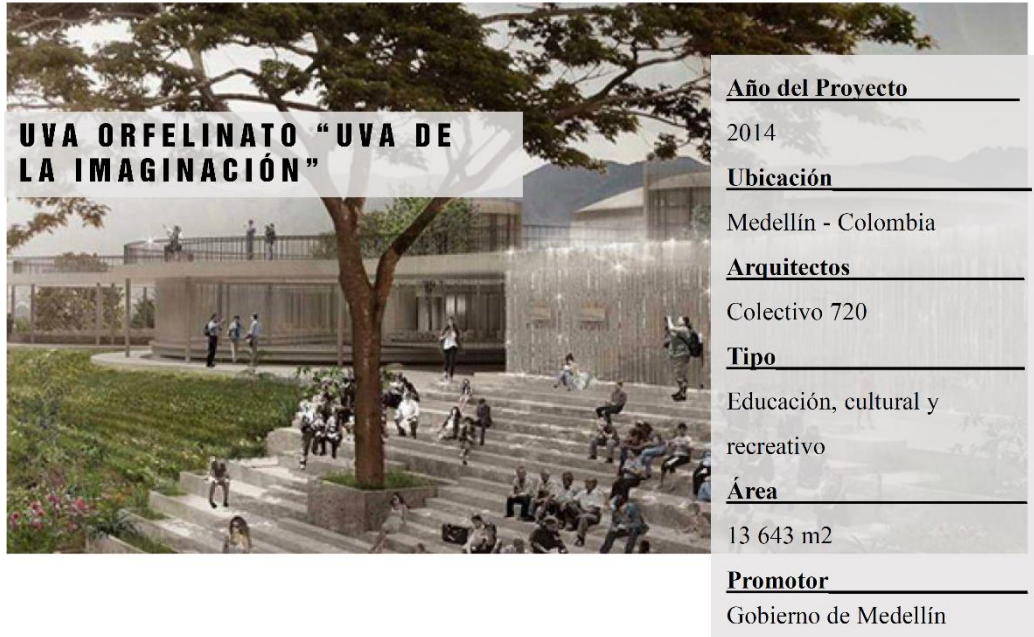 UVA ORFELINATO “UVA DE
LA IMAGINACIÓN”
Año del Proyecto
2014
Ubicación
Medellín - Colombia
Arquitectos
Colectivo 720
Tipo
Educación, cultural y
recreativo
Área
13 643 m2
Promotor
Gobierno de Medellín